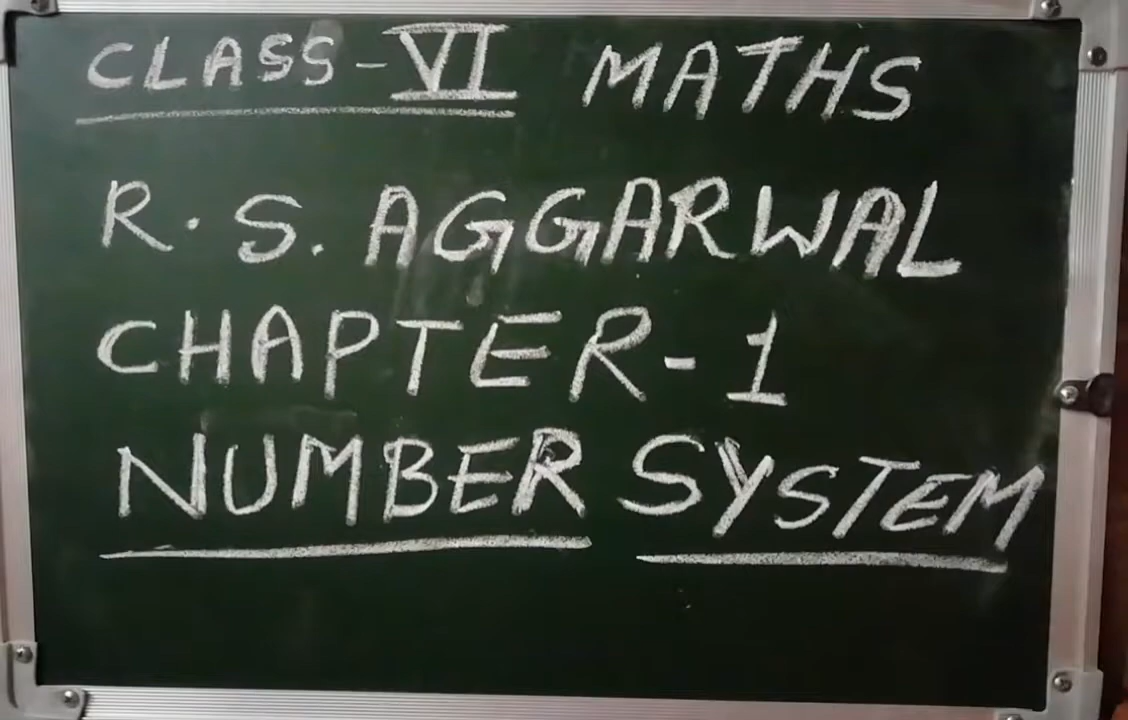 CLASS-VI MATHS
R.S. AGGARWAL
CHAPTER-1
NUMBER SYSTEM